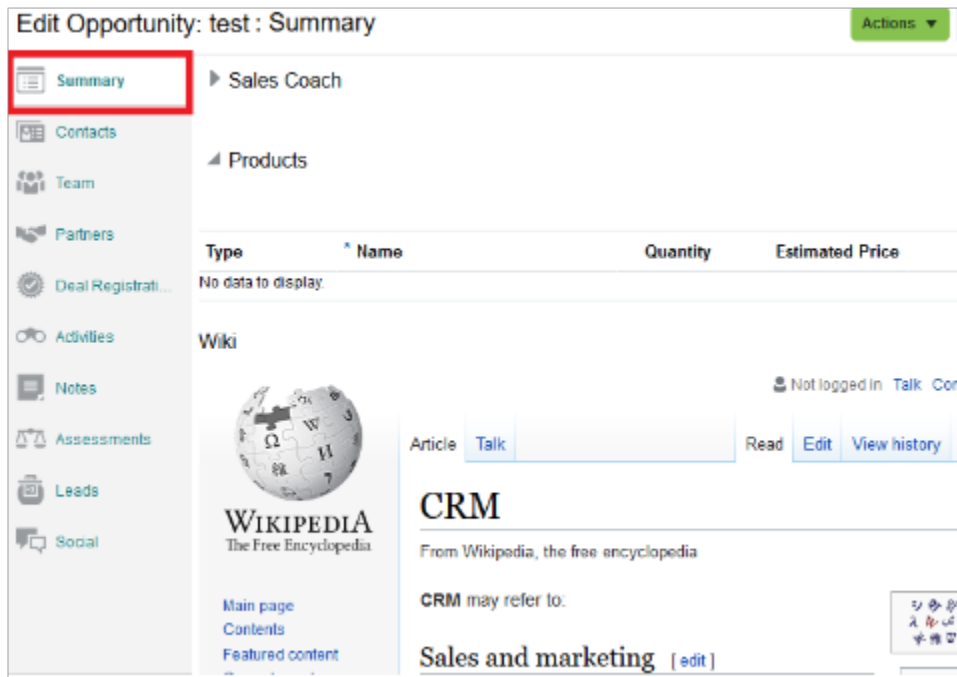 Edit Opportunity: test : Summary
Actions
Summary
Contacts
Team
Partners
Deal Registrati...
Activities
Notes
Assessments
Leads
Social
Sales Coach
Products
Type * Name Quantity Estimated Price
No data to display.
Wiki
Not logged in Talk
WIKIPEDIA
The Free Encyclopedia
Main page
Contents
Featured content
Article Talk Read Edit View history
CRM
From Wikipedia, the free encyclopedia
CRM may refer to:
Sales and marketing [edit]